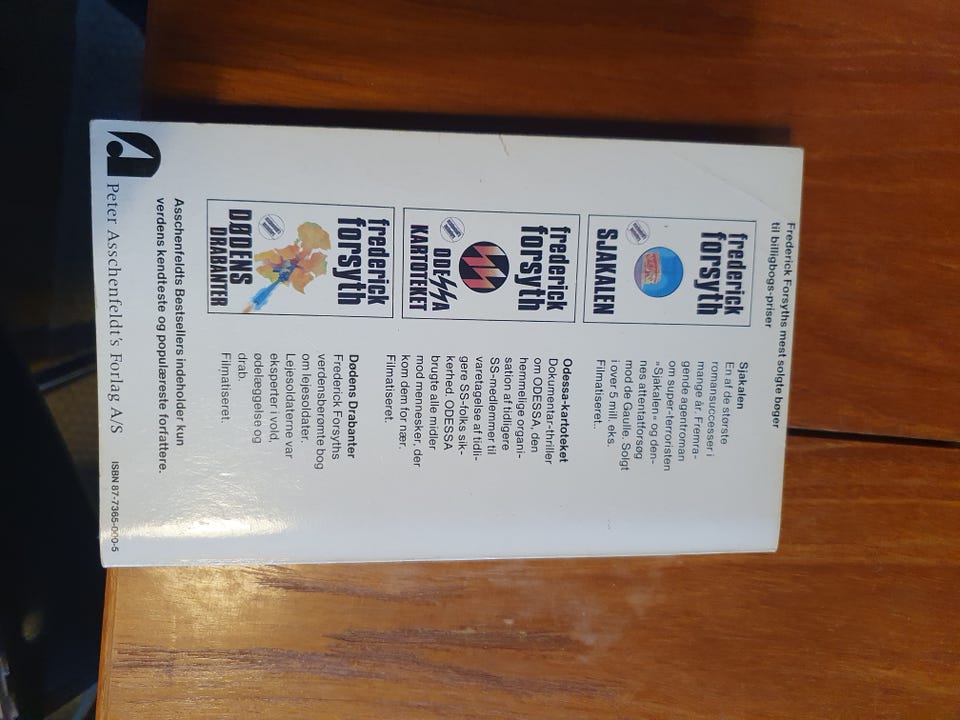 Frederick Forsyths mest solgte bøger
til billigbogs-priser
frederick
forsyth
SJAKALEN
Sjakalen
En af de største
romansuccesser i
mange år. Fremra-
gende agentroman
om super-terroristen
»Sjakalen« og den-
nes attentatforsøg
mod de Gaulle. Solgt
i over 5 mill. eks.
Filmatiseret.
frederick
forsyth
ODESSA
KARTOTEKET
Odessa-kartoteket
Dokumentar-thriller
om ODESSA, den
hemmelige organi-
sation af tidligere
SS-medlemmer til
varetagelse af tidli-
gere SS-folks sik-
kerhed. ODESSA
brugte alle midler
mod mennesker, der
kom dem for nær.
Filmatiseret.
frederick
forsyth
DØDENS
DRABANTER
Dødens Drabanter
Frederick Forsyths
verdensberømte bog
om lejesoldater.
Lejesoldaterne var
eksperter i vold,
ødelæggelse og
drab.
Filmatiseret.
Asschenfeldts Bestsellers indeholder kun
verdens kendteste og populæreste forfattere.
Peter Asschenfeldt's Forlag A/S
ISBN 87-7365-000-5